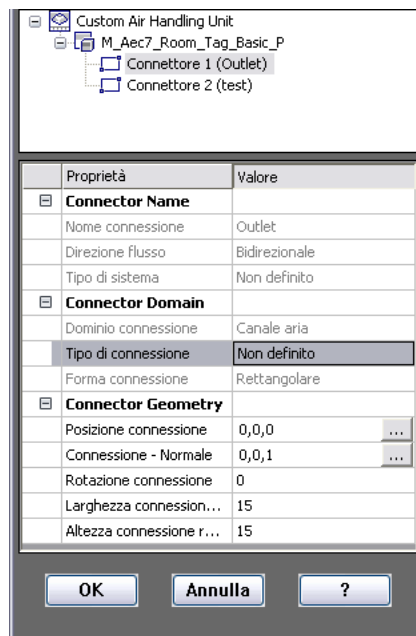 Custom Air Handling Unit
M_Aec7_Room_Tag_Basic_P
Connettore 1 (Outlet)
Connettore 2 (test)
Proprietà Valore
Connector Name
Nome connessione Outlet
Direzione flusso Bidirezionale
Tipo di sistema Non definito
Connector Domain
Dominio connessione Canale aria
Tipo di connessione Non definito
Forma connessione Rettangolare
Connector Geometry
Posizione connessione 0,0,0 ...
Connessione - Normale 0,0,1 ...
Rotazione connessione 0
Larghezza connession... 15
Altezza connessione r... 15
OK Annulla ?